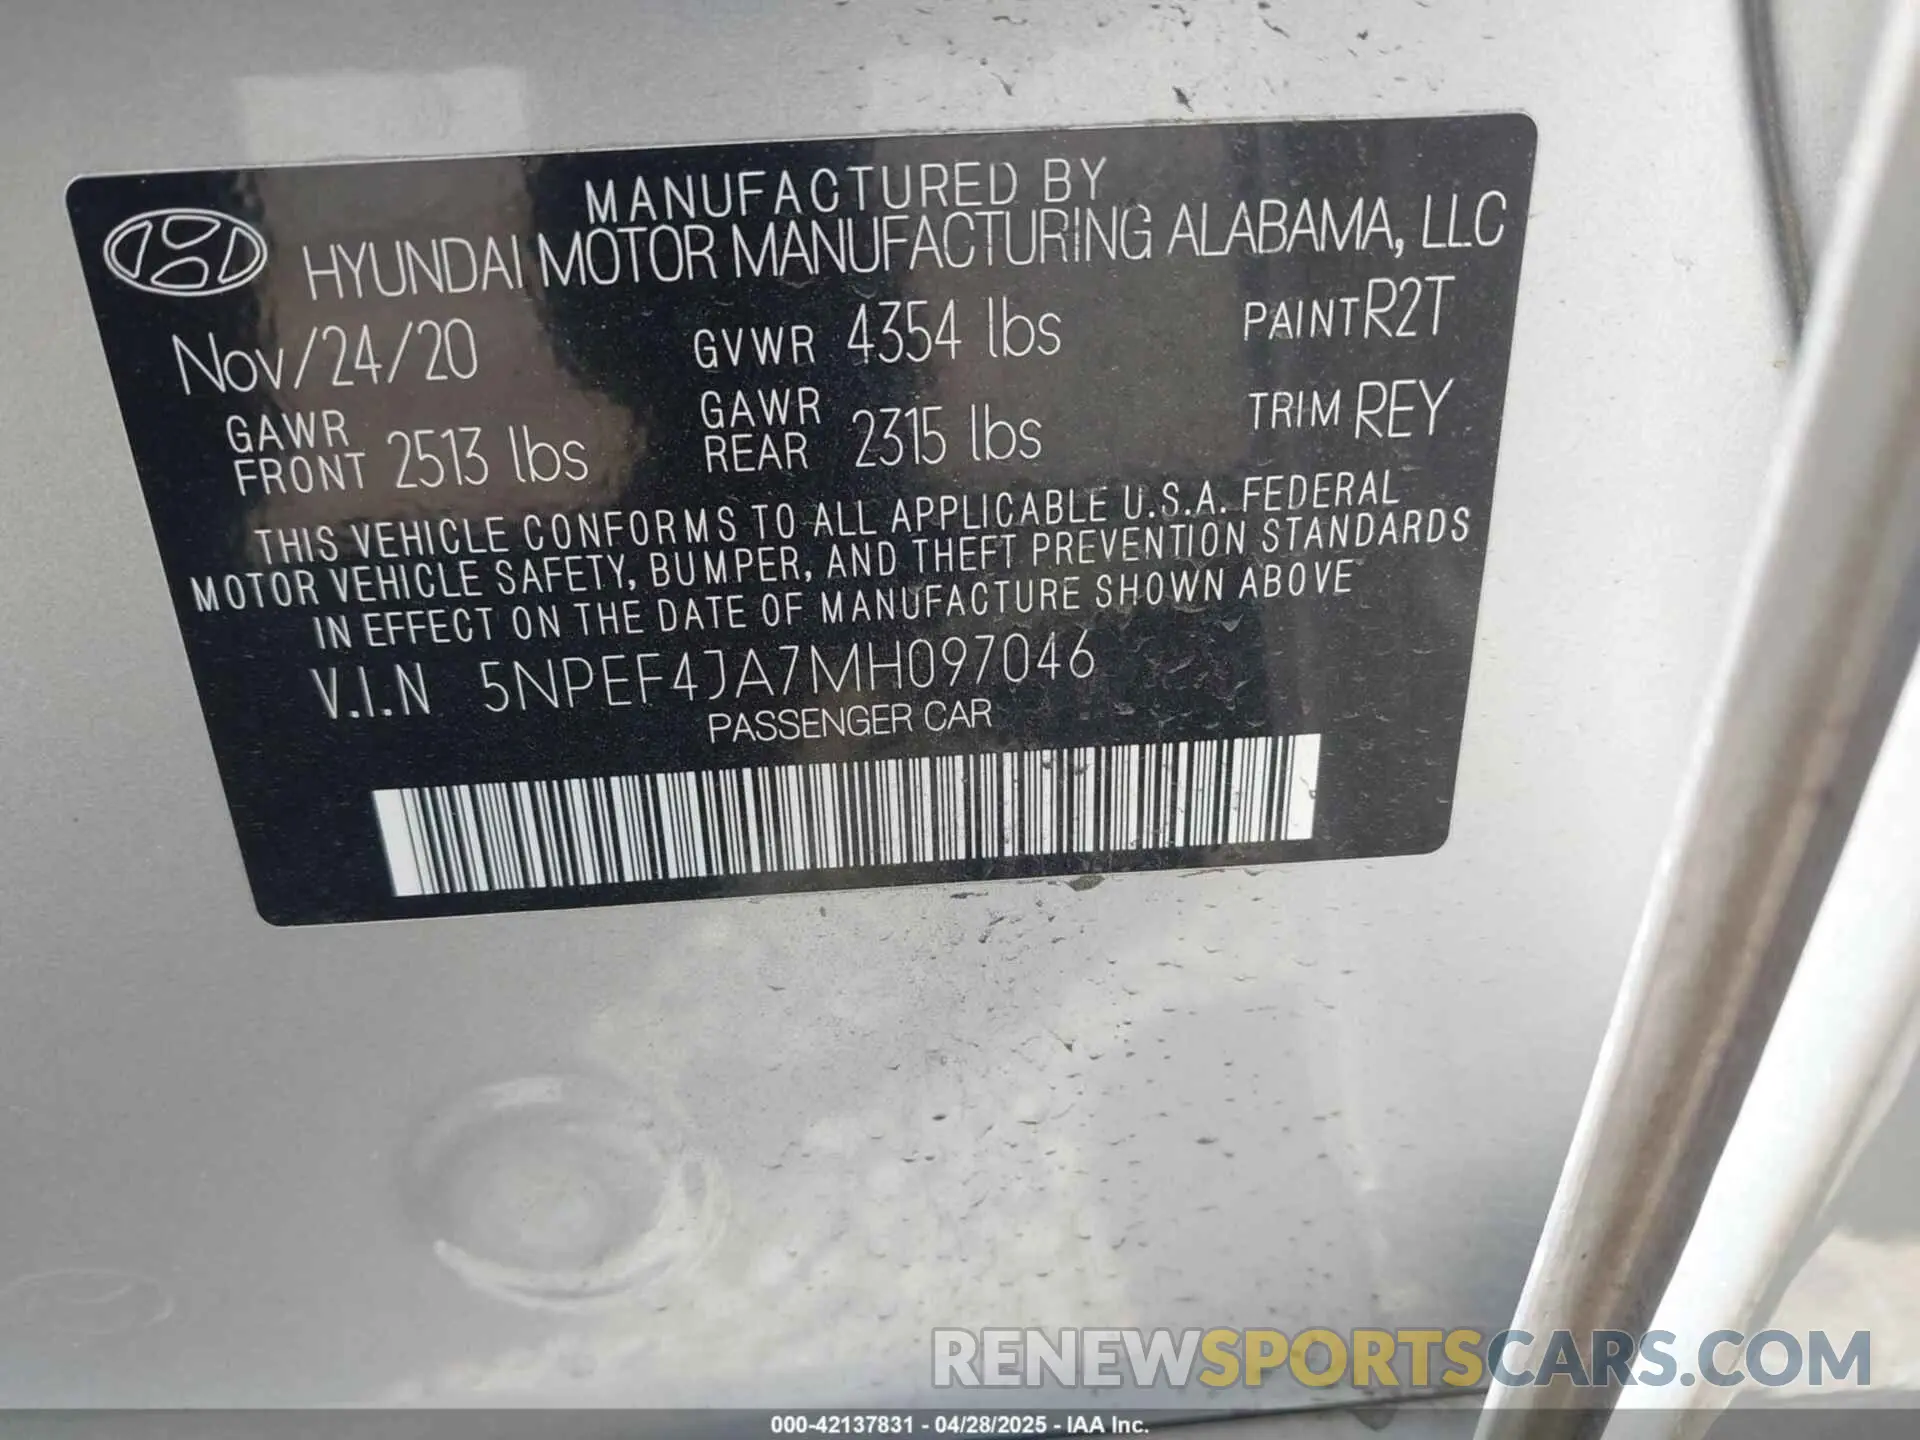 MANUFACTURED BY
HYUNDAI MOTOR MANUFACTURING ALABAMA, LLC
Nov/24/20 GVWR 4354 lbs PAINT R2T
GAWR FRONT 2513 lbs GAWR REAR 2315 lbs TRIM REY
THIS VEHICLE CONFORMS TO ALL APPLICABLE U.S.A. FEDERAL
MOTOR VEHICLE SAFETY, BUMPER, AND THEFT PREVENTION STANDARDS
IN EFFECT ON THE DATE OF MANUFACTURE SHOWN ABOVE
V.I.N 5NPEF4JA7MH097046
PASSENGER CAR
RENEWSPORTSCARS.COM
000-42137831 - 04/28/2025 - IAA Inc.